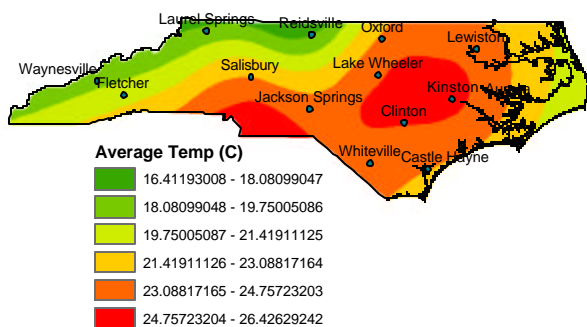 Laurel Springs
Reidsville
Oxford
Lewiston
Waynesville
Fletcher
Salisbury
Lake Wheeler
Kinston
Aurora
Jackson Springs
Clinton
Whiteville
Castle Hayne
Average Temp (C)
16.41193008 - 18.08099047
18.08099048 - 19.75005086
19.75005087 - 21.41911125
21.41911126 - 23.08817164
23.08817165 - 24.75723203
24.75723204 - 26.42629242